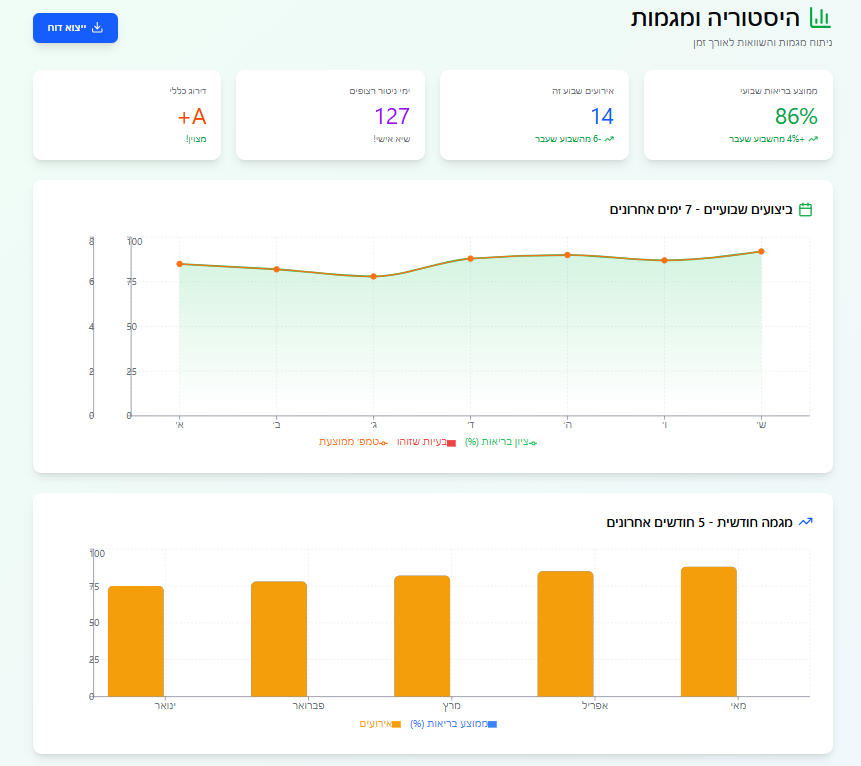 היסטוריה ומגמות
ניתוח מגמות והשוואות לאורך זמן
ייצוא דוח
ממוצע בריאות שבועי
86%
+4% מהשבוע שעבר
אירועים שבוע זה
14
-6 מהשבוע שעבר
ימי ניטור רצופים
127
שיא אישי!
דירוג כללי
A+
מצוין!
ביצועים שבועיים - 7 ימים אחרונים
8 100
6 75
4 50
2 25
0 0
א' ב' ג' ד' ה' ו' ש'
ציון בריאות (%) בעיות שזוהו טמפ' ממוצעת
מגמה חודשית - 5 חודשים אחרונים
100
75
50
25
0
ינואר פברואר מרץ אפריל מאי
ממוצע בריאות (%) אירועים